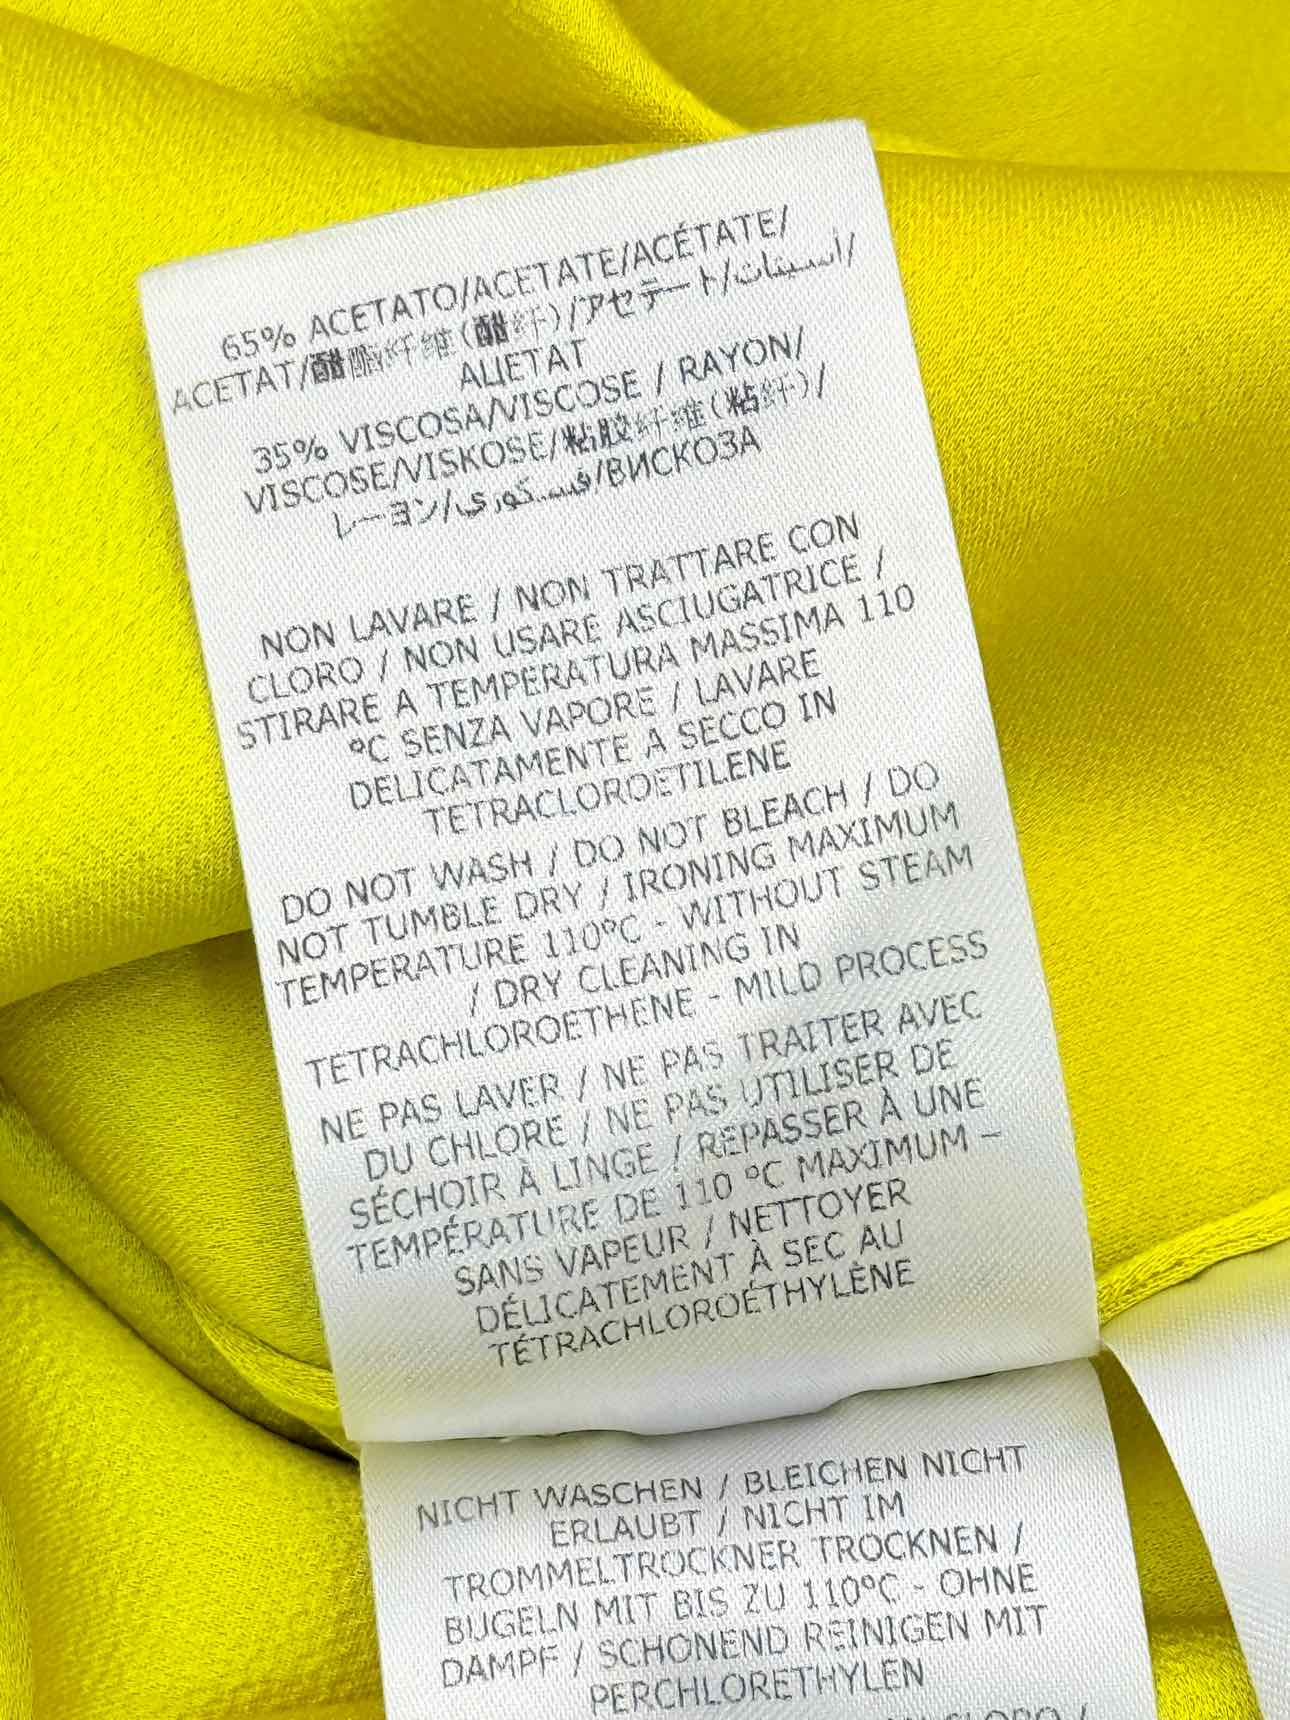 65% ACETATO/ACETATE/ACÉTATE/
ACETAT/醋酯纤维(醋纤)/アセテート/أسيتات/
АЦЕТАТ
35% VISCOSA/VISCOSE / RAYON/
VISCOSE/VISKOSE/粘胶纤维(粘纤)/
レーヨン/فيسكوزي/ВИСКОЗА
NON LAVARE / NON TRATTARE CON
CLORO / NON USARE ASCIUGATRICE /
STIRARE A TEMPERATURA MASSIMA 110
°C SENZA VAPORE / LAVARE
DELICATAMENTE A SECCO IN
TETRACLOROETILENE
DO NOT WASH / DO NOT BLEACH / DO
NOT TUMBLE DRY / IRONING MAXIMUM
TEMPERATURE 110°C - WITHOUT STEAM
/ DRY CLEANING IN
TETRACHLOROETHENE - MILD PROCESS
NE PAS LAVER / NE PAS TRAITER AVEC
DU CHLORE / NE PAS UTILISER DE
SÉCHOIR À LINGE / REPASSER À UNE
TEMPÉRATURE DE 110 °C MAXIMUM –
SANS VAPEUR / NETTOYER
DÉLICATEMENT À SEC AU
TÉTRACHLOROÉTHYLÈNE
NICHT WASCHEN / BLEICHEN NICHT
ERLAUBT / NICHT IM
TROMMELTROCKNER TROCKNEN /
BUGELN MIT BIS ZU 110°C - OHNE
DAMPF / SCHONEND REINIGEN MIT
PERCHLORETHYLEN
CLORO /